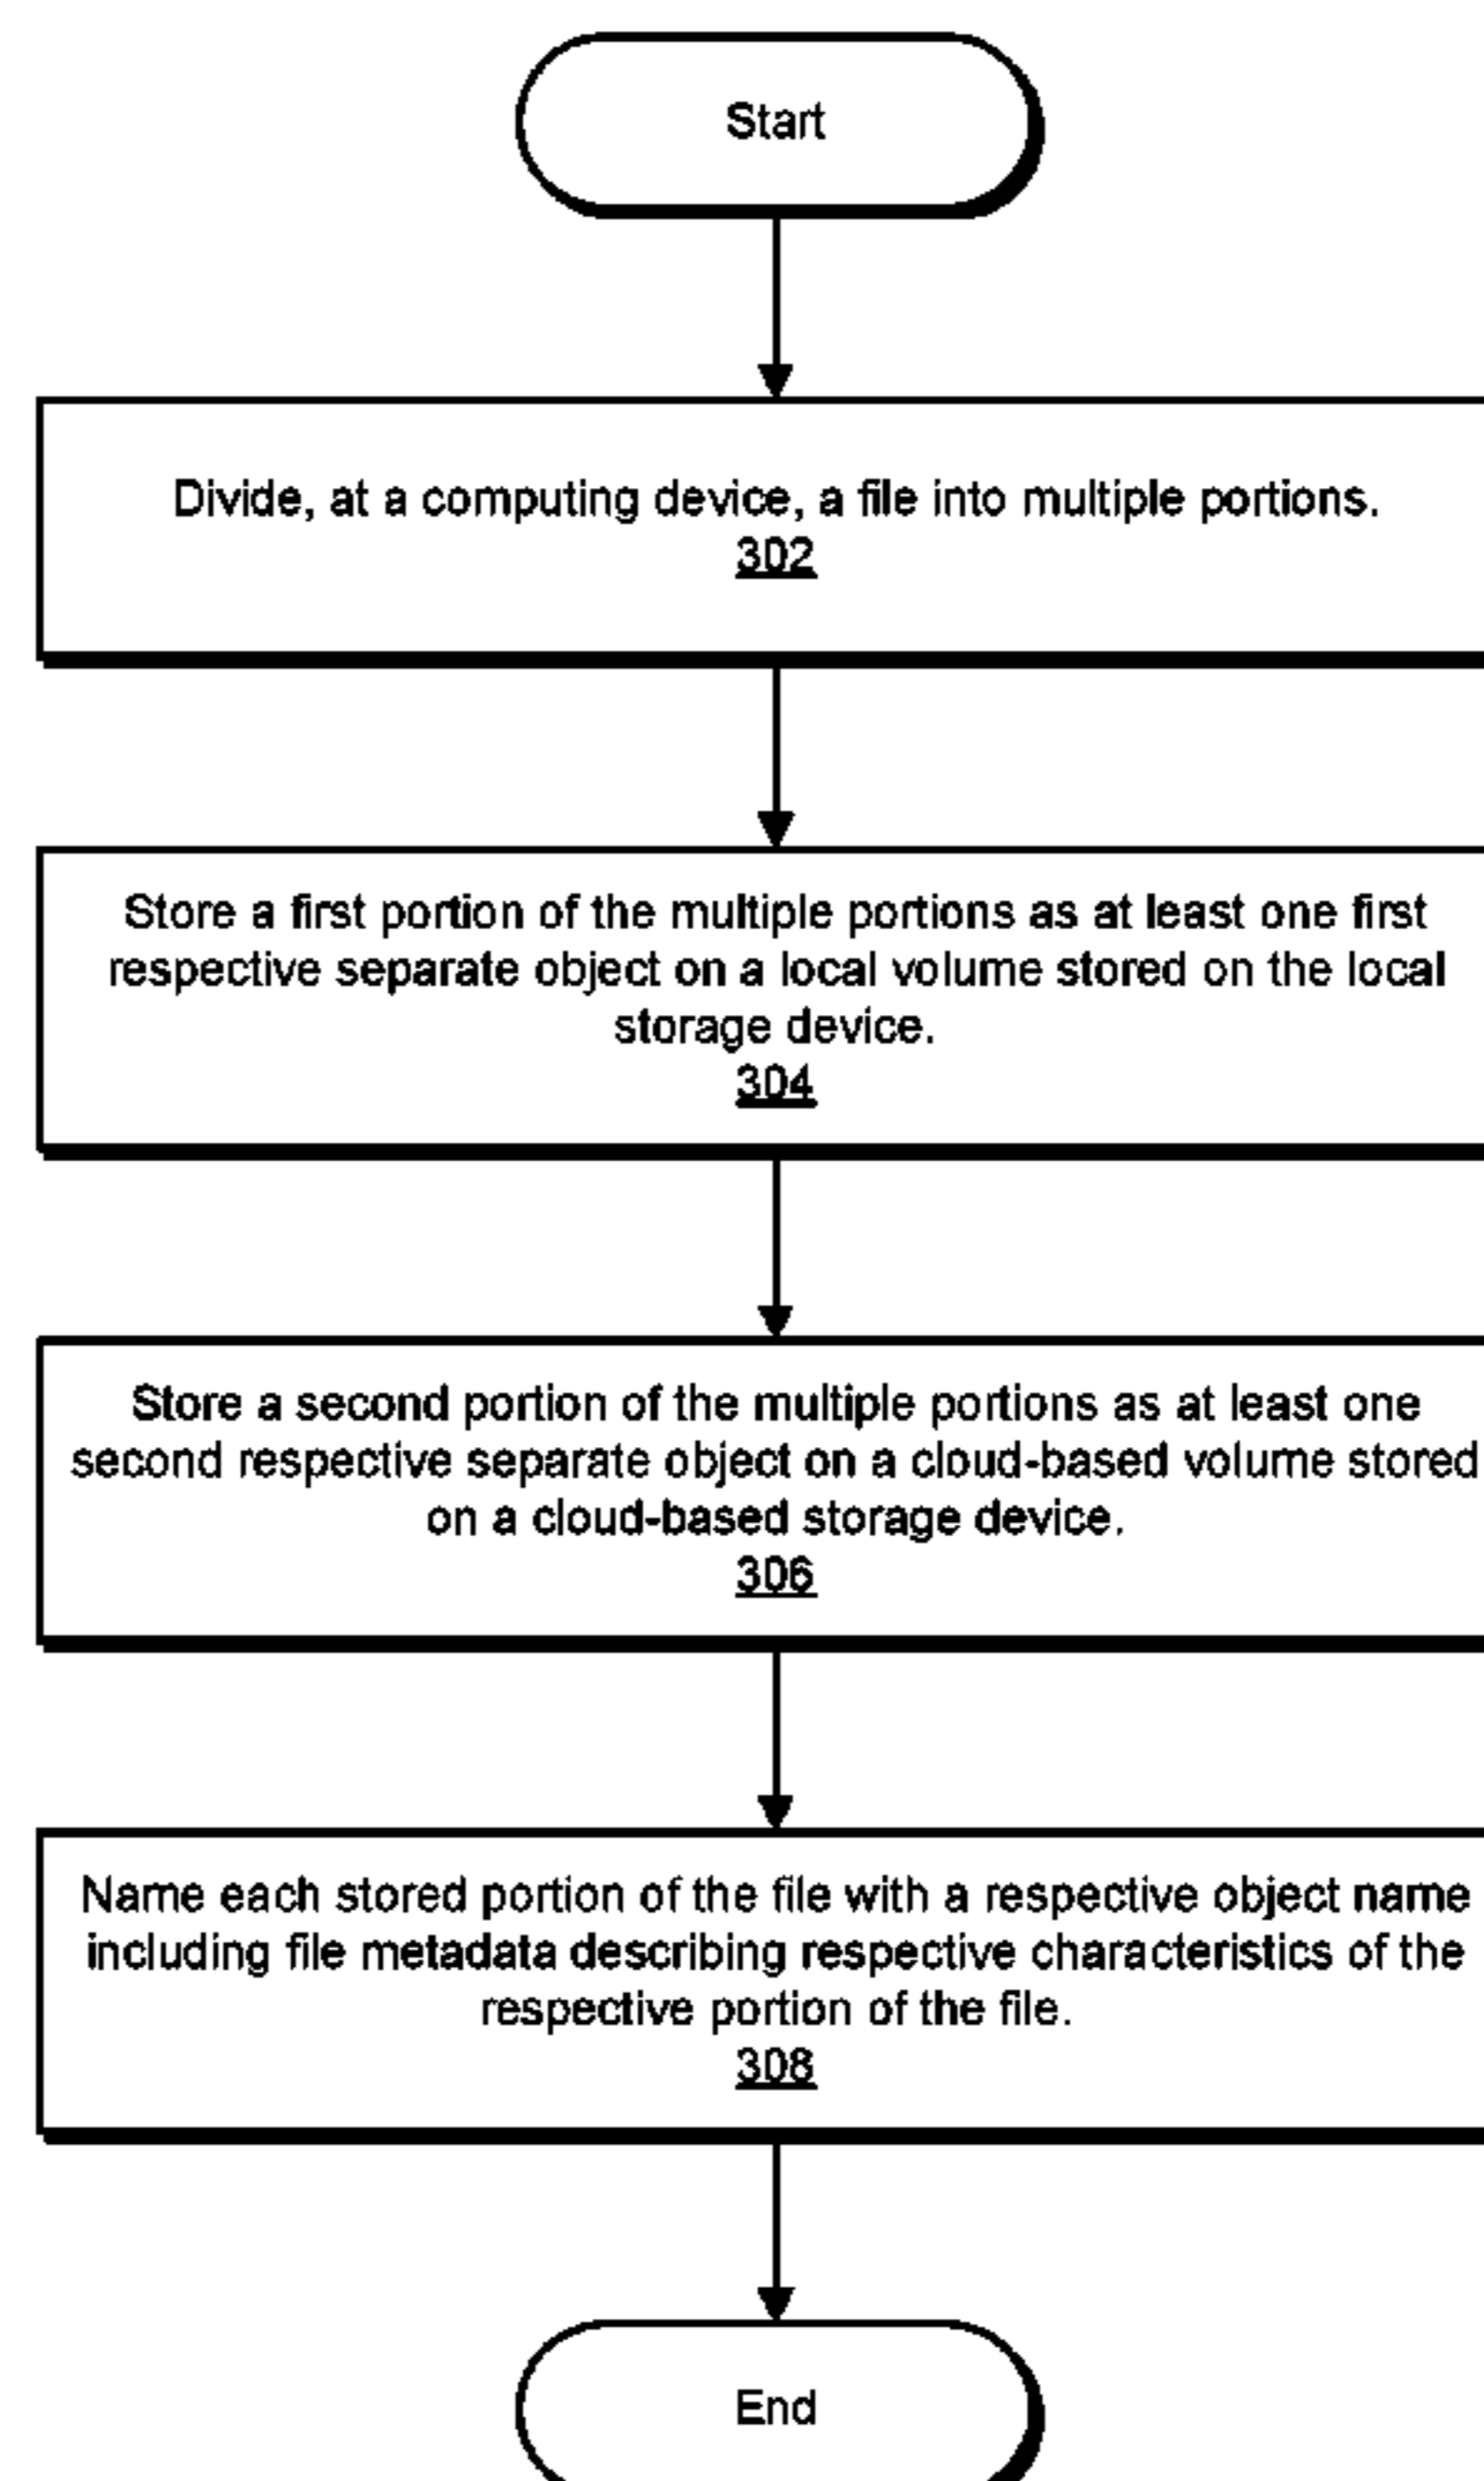 Start
Divide, at a computing device, a file into multiple portions.
302
Store a first portion of the multiple portions as at least one first
respective separate object on a local volume stored on the local
storage device.
304
Store a second portion of the multiple portions as at least one
second respective separate object on a cloud-based volume stored
on a cloud-based storage device.
306
Name each stored portion of the file with a respective object name
including file metadata describing respective characteristics of the
respective portion of the file.
308
End